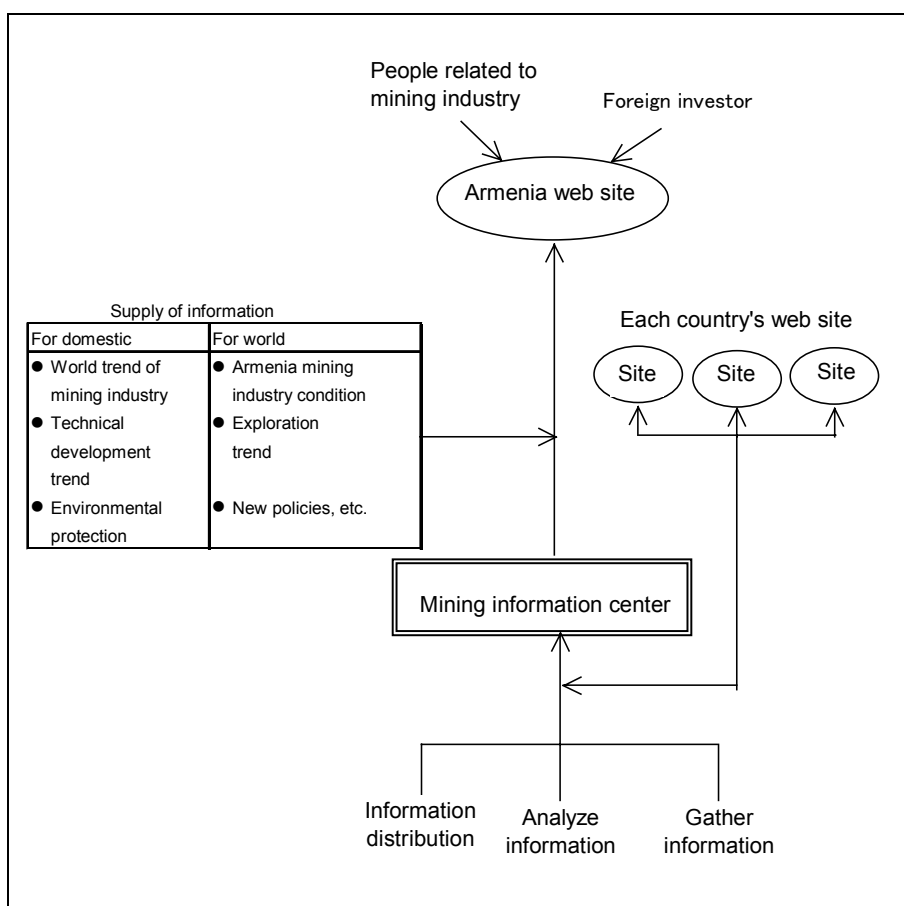 People related to
mining industry
Foreign investor
Armenia web site
Supply of information
For domestic
For world
● World trend of
mining industry
● Technical
development
trend
● Environmental
protection
● Armenia mining
industry condition
● Exploration
trend
● New policies, etc.
Each country's web site
Site
Site
Site
Mining information center
Information
distribution
Analyze
information
Gather
information